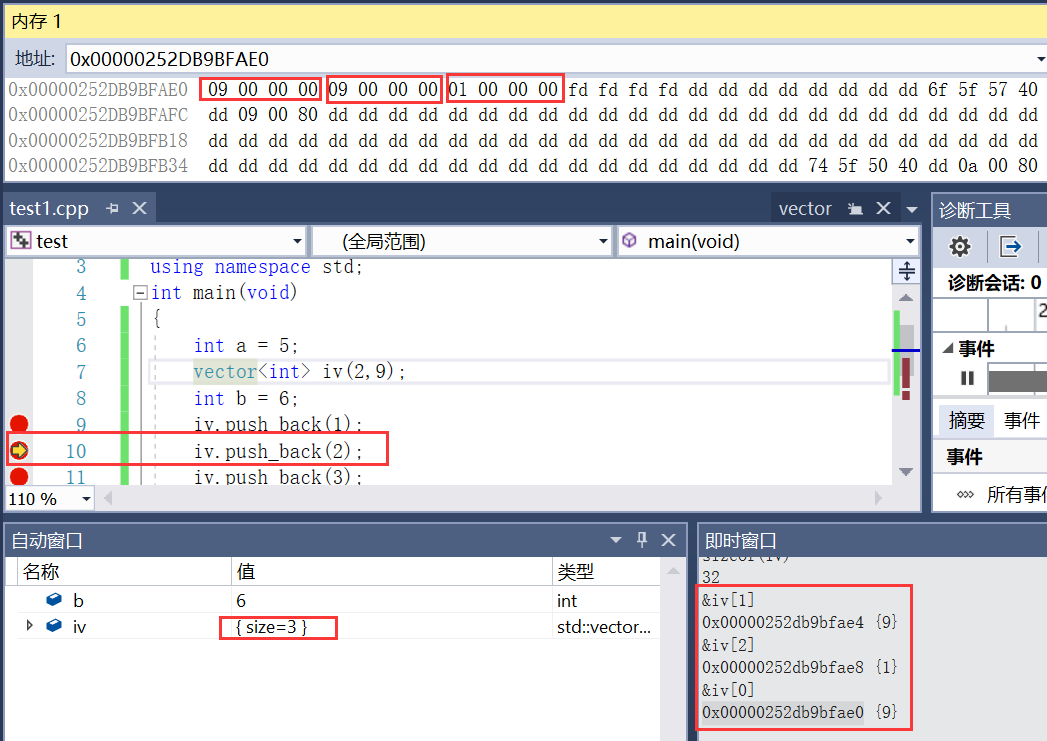 内存 1
地址: 0x00000252DB9BFAE0
0x00000252DB9BFAE0 09 00 00 00 09 00 00 00 01 00 00 00 fd fd fd fd dd dd dd dd dd dd dd dd 6f 5f 57 40
0x00000252DB9BFAFC dd 09 00 80 dd dd dd dd dd dd dd dd dd dd dd dd dd dd dd dd dd dd dd dd dd dd dd dd
0x00000252DB9BFB18 dd dd dd dd dd dd dd dd dd dd dd dd dd dd dd dd dd dd dd dd dd dd dd dd dd dd dd dd
0x00000252DB9BFB34 dd dd dd dd dd dd dd dd dd dd dd dd dd dd dd dd dd dd dd dd 74 5f 50 40 dd 0a 00 80
test1.cpp vector
test (全局范围) main(void)
3 using namespace std;
4 int main(void)
5 {
6 int a = 5;
7 vector<int> iv(2,9);
8 int b = 6;
9 iv.push_back(1);
10 iv.push_back(2);
11 iv.push_back(3);
110 %
诊断工具
诊断会话: 0
2
事件
摘要 事件
事件
所有事件
自动窗口
名称 值 类型
b 6 int
iv { size=3 } std::vector...
即时窗口
sizeof(iv)
32
&iv[1]
0x00000252db9bfae4 {9}
&iv[2]
0x00000252db9bfae8 {1}
&iv[0]
0x00000252db9bfae0 {9}